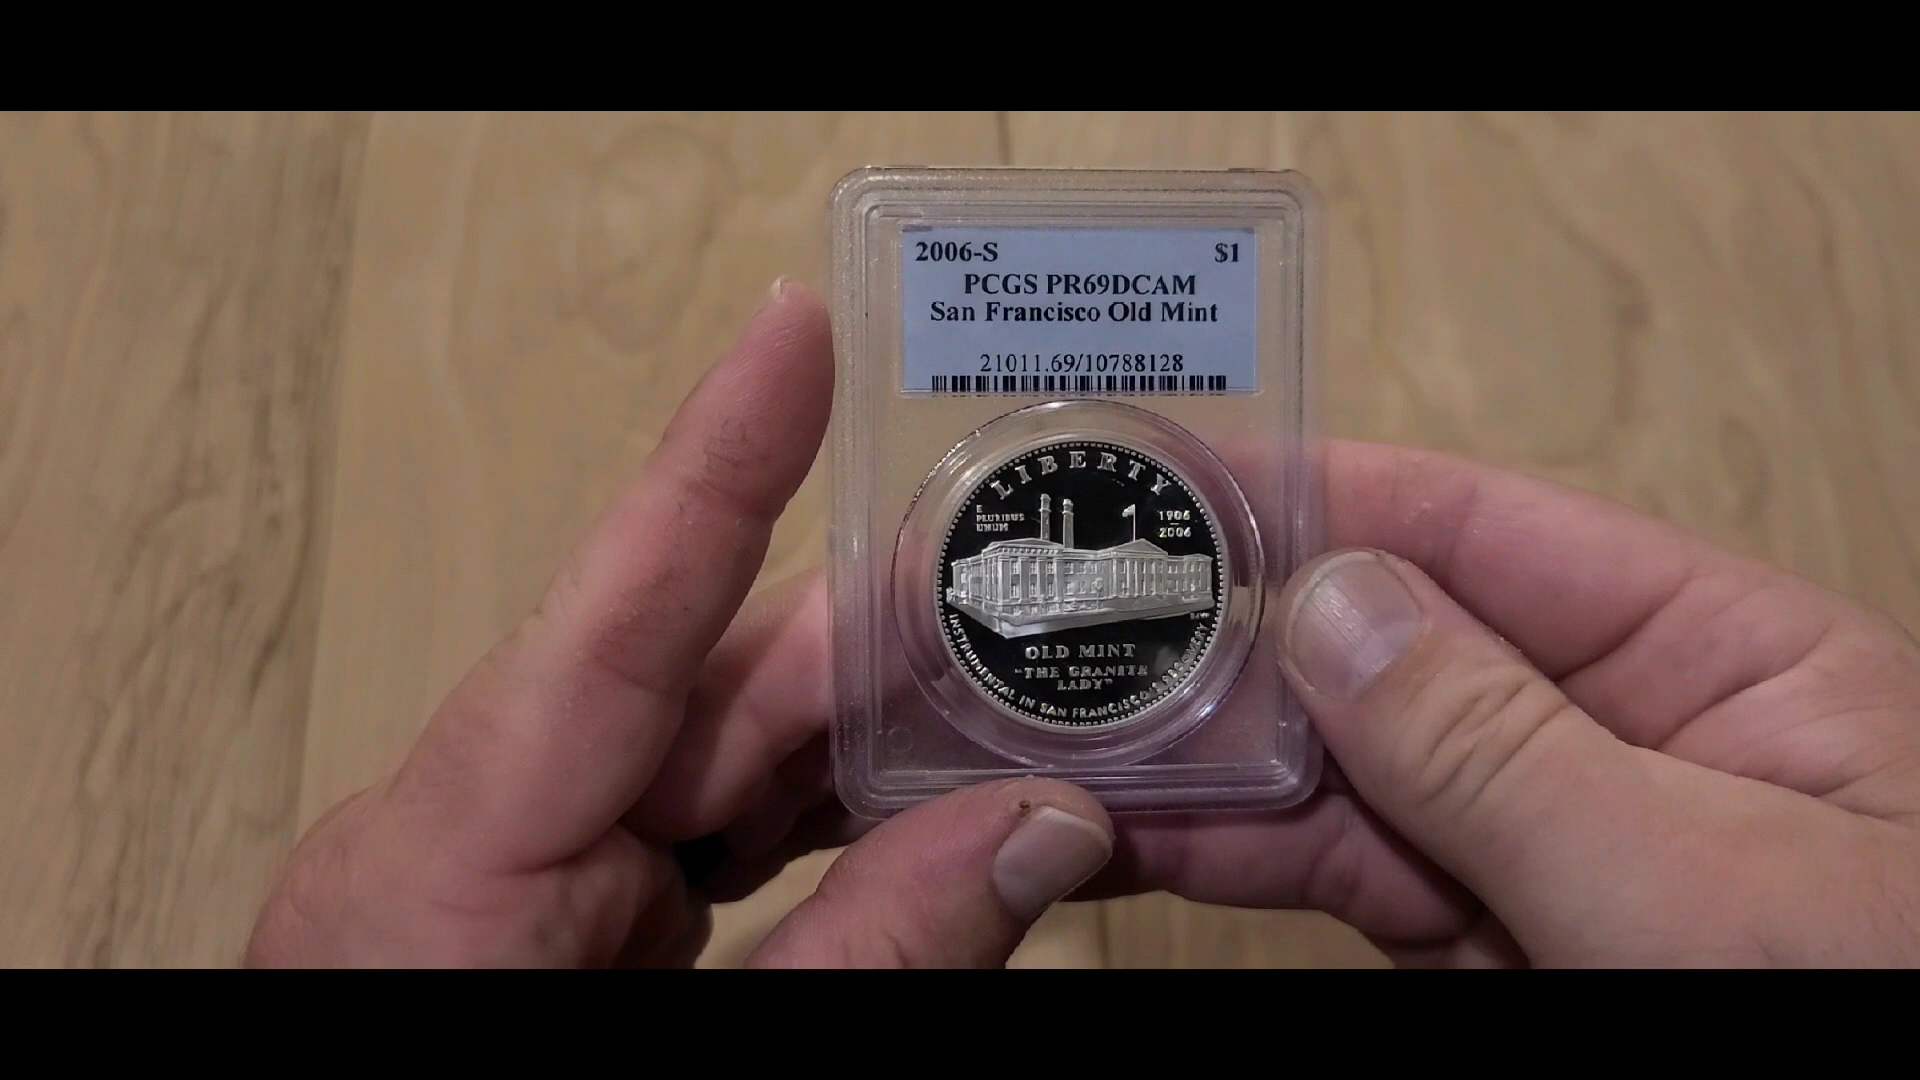 2006-S $1
PCGS PR69DCAM
San Francisco Old Mint
21011.69/10788128
LIBERTY
E
PLURIBUS
UNUM
1906
2006
OLD MINT
"THE GRANITE
LADY"
INSTRUMENTAL IN SAN FRANCISCO'S RECOVERY